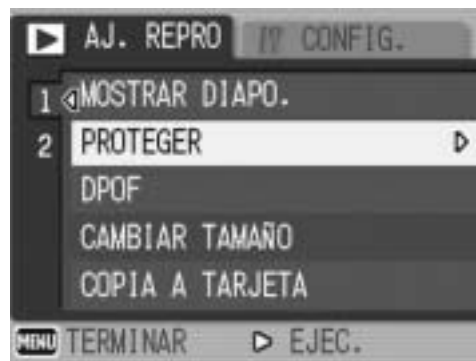 AJ. REPRO CONFIG.
1 MOSTRAR DIAPO.
2 PROTEGER
DPOF
CAMBIAR TAMAÑO
COPIA A TARJETA
MENU TERMINAR EJEC.